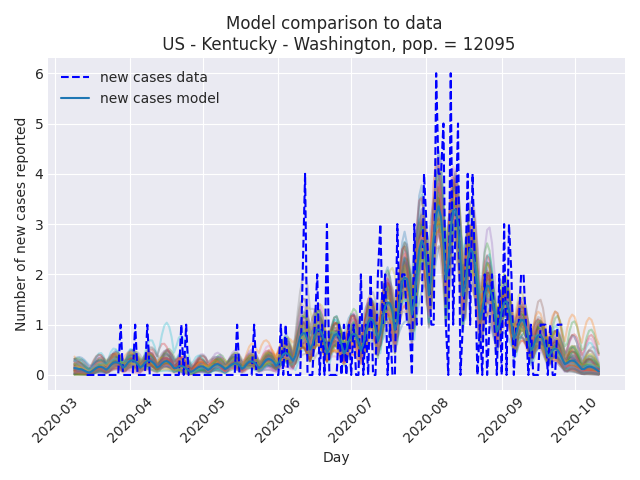 Model comparison to data
US - Kentucky - Washington, pop. = 12095
new cases data
new cases model
Number of new cases reported
6
5
4
3
2
1
0
2020-03
2020-04
2020-05
2020-06
2020-07
2020-08
2020-09
2020-10
Day